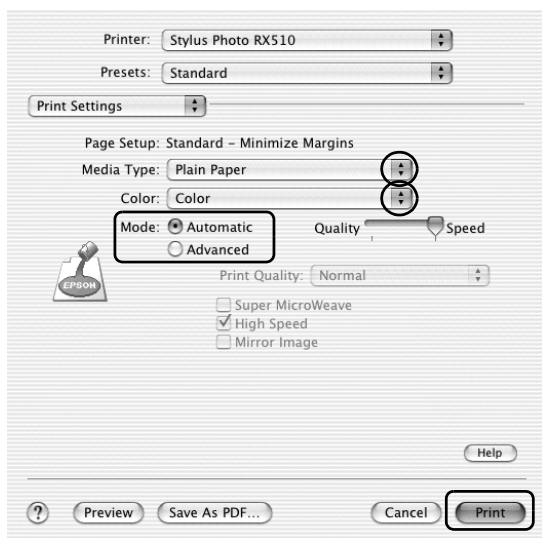 Printer: Stylus Photo RX510
Presets: Standard
Print Settings
Page Setup: Standard – Minimize Margins
Media Type: Plain Paper
Color: Color
Mode: Automatic Quality Speed
Advanced
EPSON
Print Quality: Normal
Super MicroWeave
High Speed
Mirror Image
Help
? Preview Save As PDF... Cancel Print